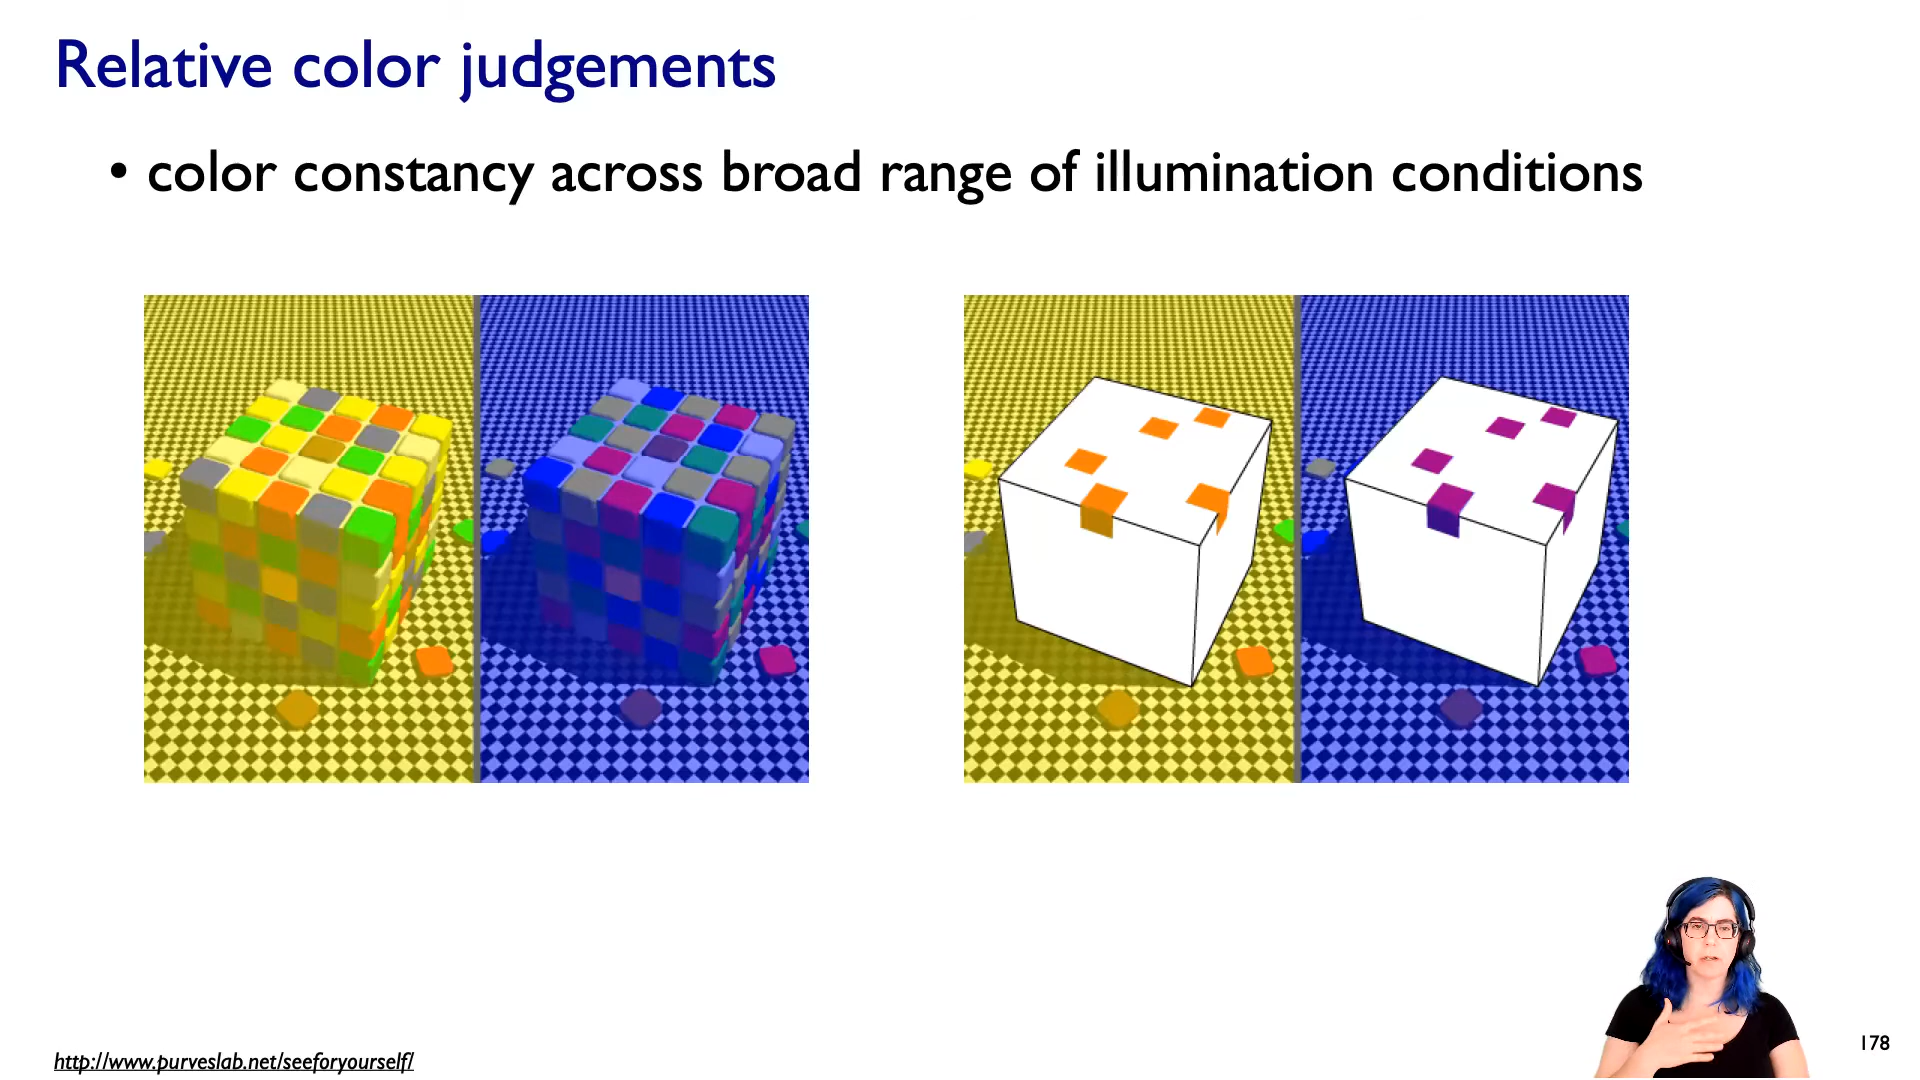 Relative color judgements
• color constancy across broad range of illumination conditions
http://www.purveslab.net/seeforyourself/
178